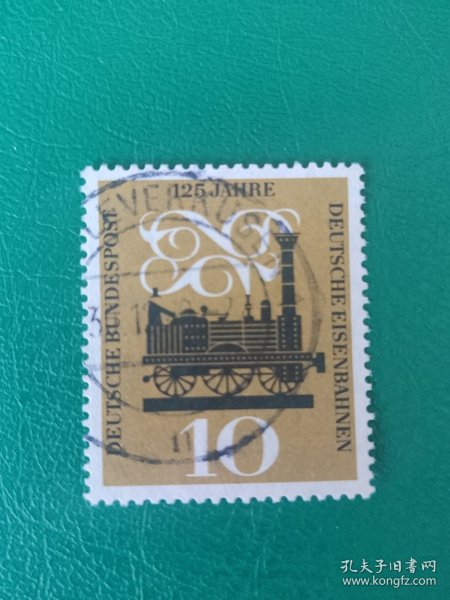 125 JAHRE
DEUTSCHE BUNDESPOST
DEUTSCHE EISENBAHNEN
10
孔夫子旧书网
www.kongfz.com